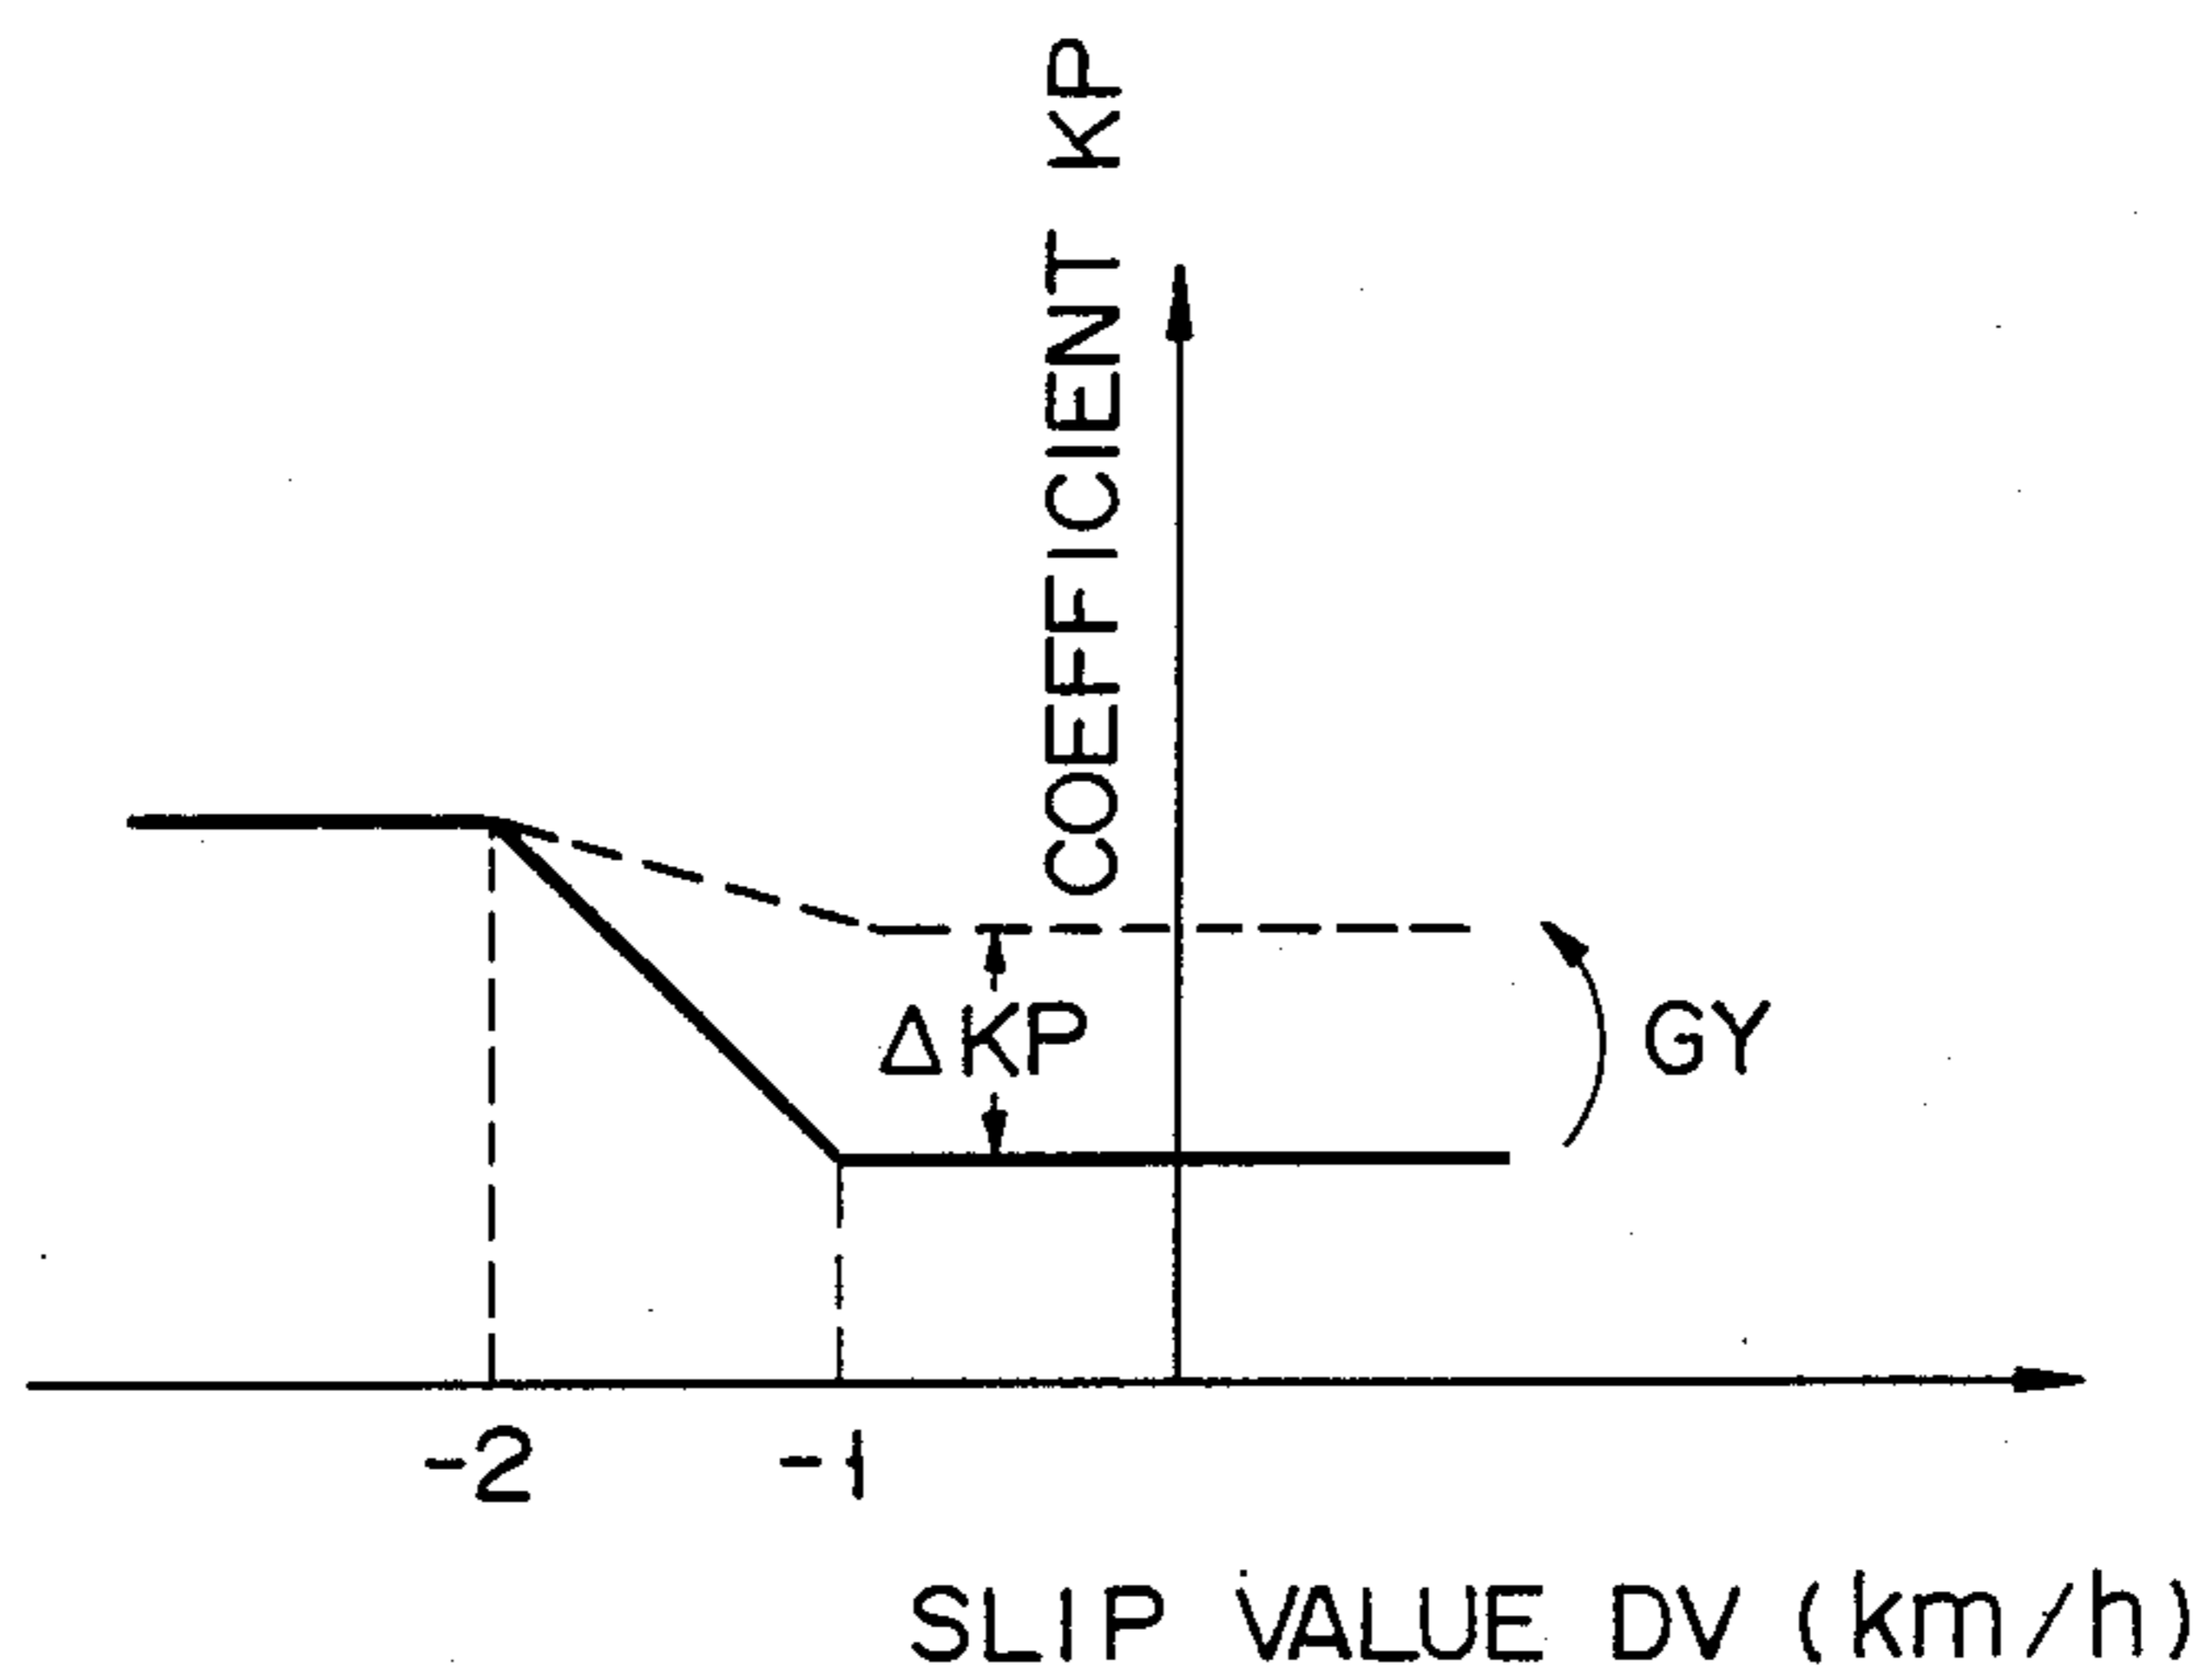 COEFFICIENT KP
ΔKP
GY
-2
-1
SLIP VALUE DV (km/h)